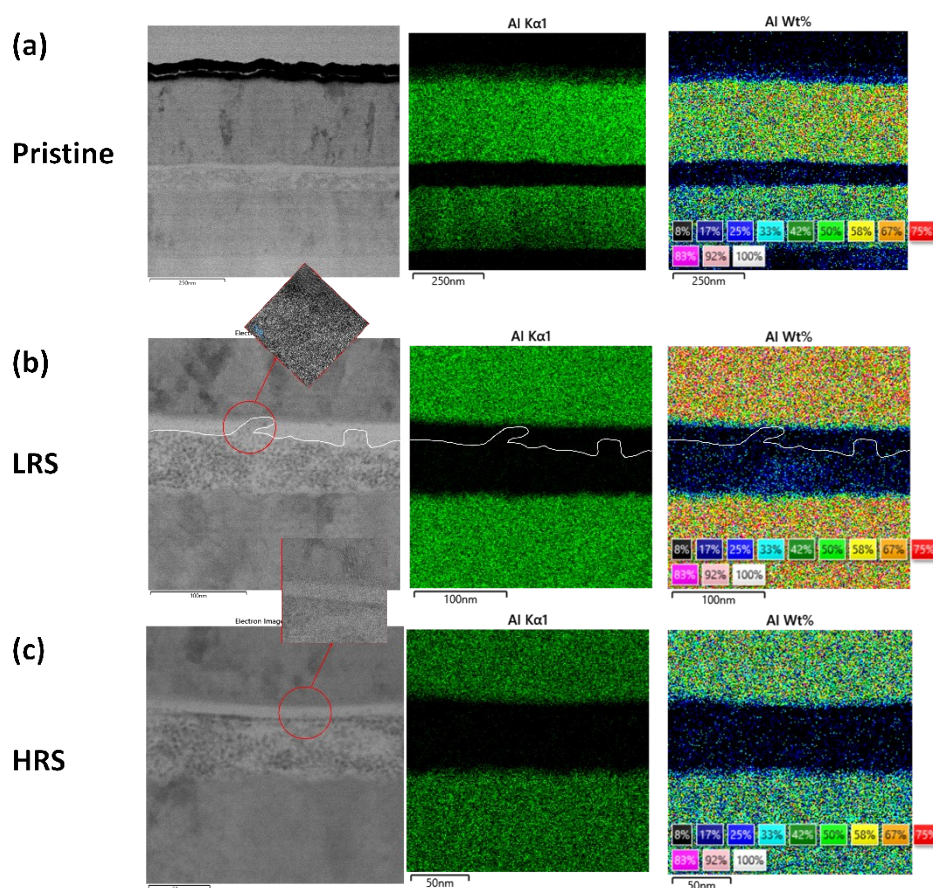 (a)
Pristine
Al Kα1
Al Wt%
8% 17% 25% 33% 42% 50% 58% 67% 75%
83% 92% 100%
250nm
250nm
250nm
(b)
LRS
Al Kα1
Al Wt%
8% 17% 25% 33% 42% 50% 58% 67% 75%
83% 92% 100%
100nm
100nm
100nm
(c)
HRS
Electron Imag
Al Kα1
Al Wt%
8% 17% 25% 33% 42% 50% 58% 67% 75%
83% 92% 100%
50nm
50nm